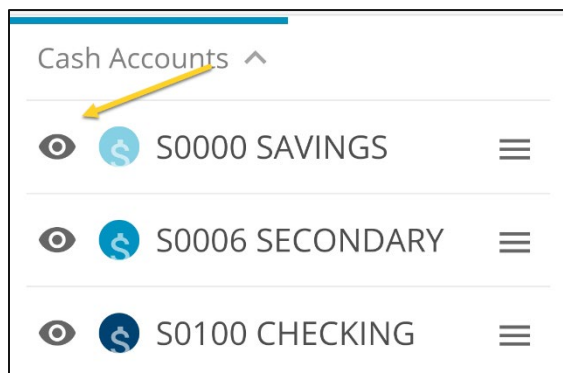 Cash Accounts
$ S0000 SAVINGS
$ S0006 SECONDARY
$ S0100 CHECKING